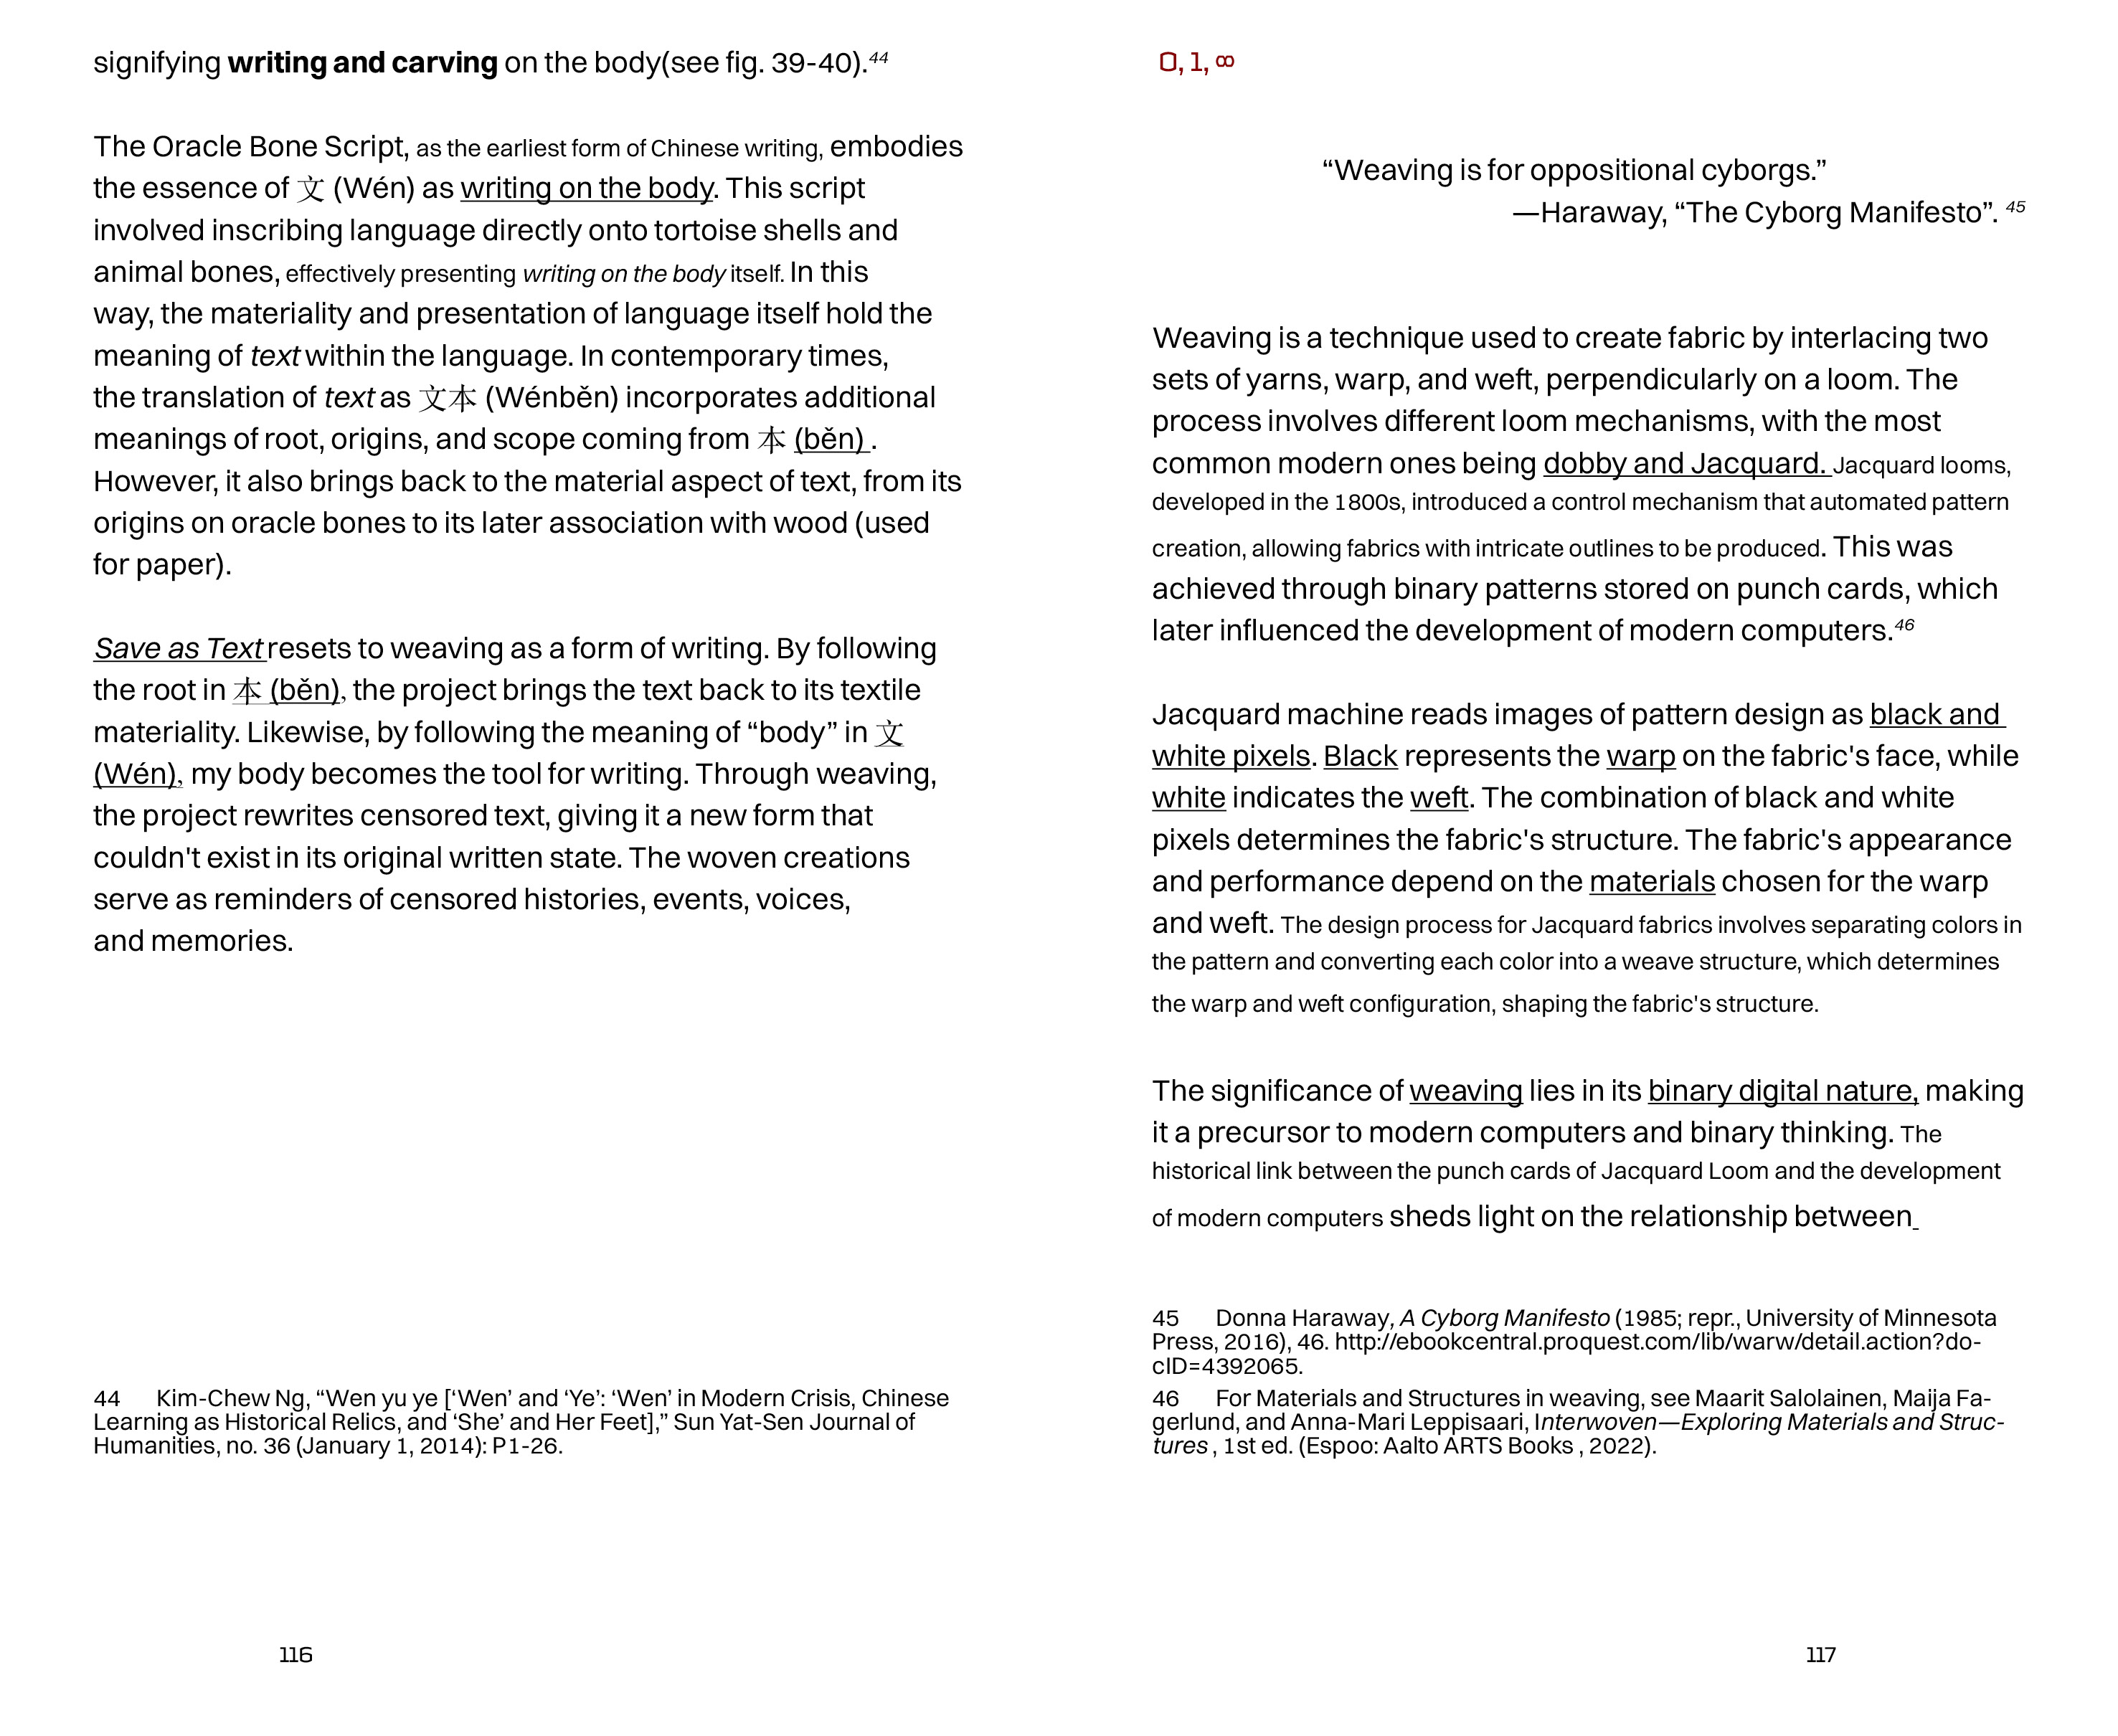 signifying writing and carving on the body(see fig. 39-40).44
The Oracle Bone Script, as the earliest form of Chinese writing, embodies
the essence of 文 (Wén) as writing on the body. This script
involved inscribing language directly onto tortoise shells and
animal bones, effectively presenting writing on the body itself. In this
way, the materiality and presentation of language itself hold the
meaning of text within the language. In contemporary times,
the translation of text as 文本 (Wénběn) incorporates additional
meanings of root, origins, and scope coming from 本 (běn) .
However, it also brings back to the material aspect of text, from its
origins on oracle bones to its later association with wood (used
for paper).
Save as Text resets to weaving as a form of writing. By following
the root in 本 (běn), the project brings the text back to its textile
materiality. Likewise, by following the meaning of “body” in 文
(Wén), my body becomes the tool for writing. Through weaving,
the project rewrites censored text, giving it a new form that
couldn't exist in its original written state. The woven creations
serve as reminders of censored histories, events, voices,
and memories.
44 Kim-Chew Ng, “Wen yu ye [‘Wen’ and ‘Ye’: ‘Wen’ in Modern Crisis, Chinese
Learning as Historical Relics, and ‘She’ and Her Feet],” Sun Yat-Sen Journal of
Humanities, no. 36 (January 1, 2014): P1-26.
116
0, 1, ∞
“Weaving is for oppositional cyborgs.”
—Haraway, “The Cyborg Manifesto”. 45
Weaving is a technique used to create fabric by interlacing two
sets of yarns, warp, and weft, perpendicularly on a loom. The
process involves different loom mechanisms, with the most
common modern ones being dobby and Jacquard. Jacquard looms,
developed in the 1800s, introduced a control mechanism that automated pattern
creation, allowing fabrics with intricate outlines to be produced. This was
achieved through binary patterns stored on punch cards, which
later influenced the development of modern computers.46
Jacquard machine reads images of pattern design as black and
white pixels. Black represents the warp on the fabric's face, while
white indicates the weft. The combination of black and white
pixels determines the fabric's structure. The fabric's appearance
and performance depend on the materials chosen for the warp
and weft. The design process for Jacquard fabrics involves separating colors in
the pattern and converting each color into a weave structure, which determines
the warp and weft configuration, shaping the fabric's structure.
The significance of weaving lies in its binary digital nature, making
it a precursor to modern computers and binary thinking. The
historical link between the punch cards of Jacquard Loom and the development
of modern computers sheds light on the relationship between
45 Donna Haraway, A Cyborg Manifesto (1985; repr., University of Minnesota
Press, 2016), 46. http://ebookcentral.proquest.com/lib/warw/detail.action?do-
cID=4392065.
46 For Materials and Structures in weaving, see Maarit Salolainen, Maija Fa-
gerlund, and Anna-Mari Leppisaari, Interwoven—Exploring Materials and Struc-
tures , 1st ed. (Espoo: Aalto ARTS Books , 2022).
117